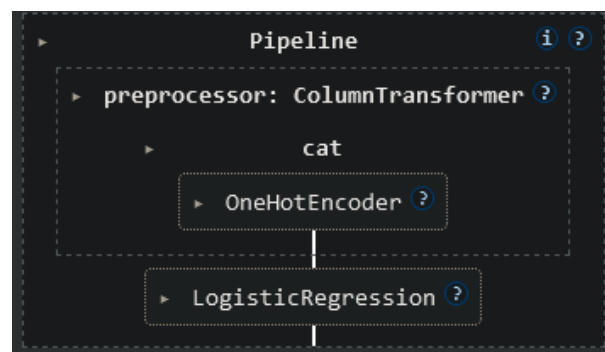 Pipeline i ?
preprocessor: ColumnTransformer ?
cat
OneHotEncoder ?
LogisticRegression ?